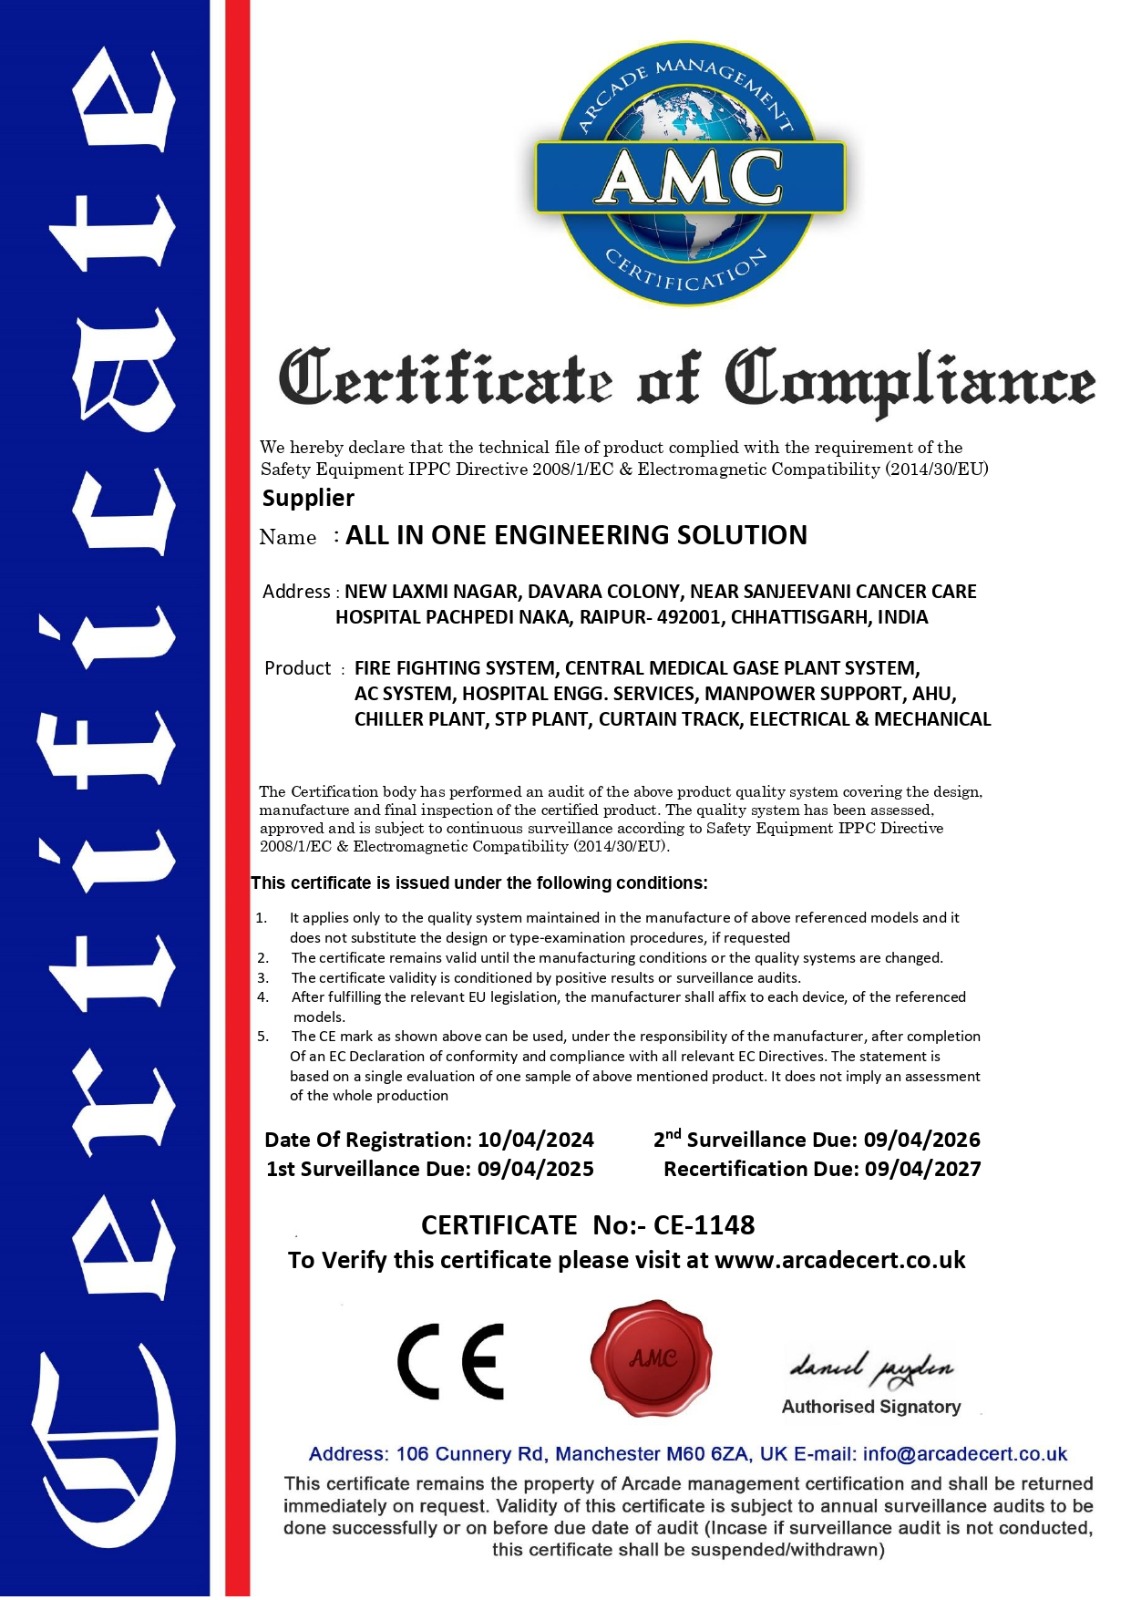 Certificate
ARCADE MANAGEMENT
AMC
CERTIFICATION
Certificate of Compliance
We hereby declare that the technical file of product complied with the requirement of the
Safety Equipment IPPC Directive 2008/1/EC & Electromagnetic Compatibility (2014/30/EU)
Supplier
Name : ALL IN ONE ENGINEERING SOLUTION
Address : NEW LAXMI NAGAR, DAVARA COLONY, NEAR SANJEEVANI CANCER CARE
HOSPITAL PACHPEDI NAKA, RAIPUR- 492001, CHHATTISGARH, INDIA
Product : FIRE FIGHTING SYSTEM, CENTRAL MEDICAL GASE PLANT SYSTEM,
AC SYSTEM, HOSPITAL ENGG. SERVICES, MANPOWER SUPPORT, AHU,
CHILLER PLANT, STP PLANT, CURTAIN TRACK, ELECTRICAL & MECHANICAL
The Certification body has performed an audit of the above product quality system covering the design,
manufacture and final inspection of the certified product. The quality system has been assessed,
approved and is subject to continuous surveillance according to Safety Equipment IPPC Directive
2008/1/EC & Electromagnetic Compatibility (2014/30/EU).
This certificate is issued under the following conditions:
1. It applies only to the quality system maintained in the manufacture of above referenced models and it
does not substitute the design or type-examination procedures, if requested
2. The certificate remains valid until the manufacturing conditions or the quality systems are changed.
3. The certificate validity is conditioned by positive results or surveillance audits.
4. After fulfilling the relevant EU legislation, the manufacturer shall affix to each device, of the referenced
models.
5. The CE mark as shown above can be used, under the responsibility of the manufacturer, after completion
Of an EC Declaration of conformity and compliance with all relevant EC Directives. The statement is
based on a single evaluation of one sample of above mentioned product. It does not imply an assessment
of the whole production
Date Of Registration: 10/04/2024 2nd Surveillance Due: 09/04/2026
1st Surveillance Due: 09/04/2025 Recertification Due: 09/04/2027
CERTIFICATE No:- CE-1148
To Verify this certificate please visit at www.arcadecert.co.uk
CE
AMC
daniel jayden
Authorised Signatory
Address: 106 Cunnery Rd, Manchester M60 6ZA, UK E-mail: info@arcadecert.co.uk
This certificate remains the property of Arcade management certification and shall be returned
immediately on request. Validity of this certificate is subject to annual surveillance audits to be
done successfully or on before due date of audit (Incase if surveillance audit is not conducted,
this certificate shall be suspended/withdrawn)